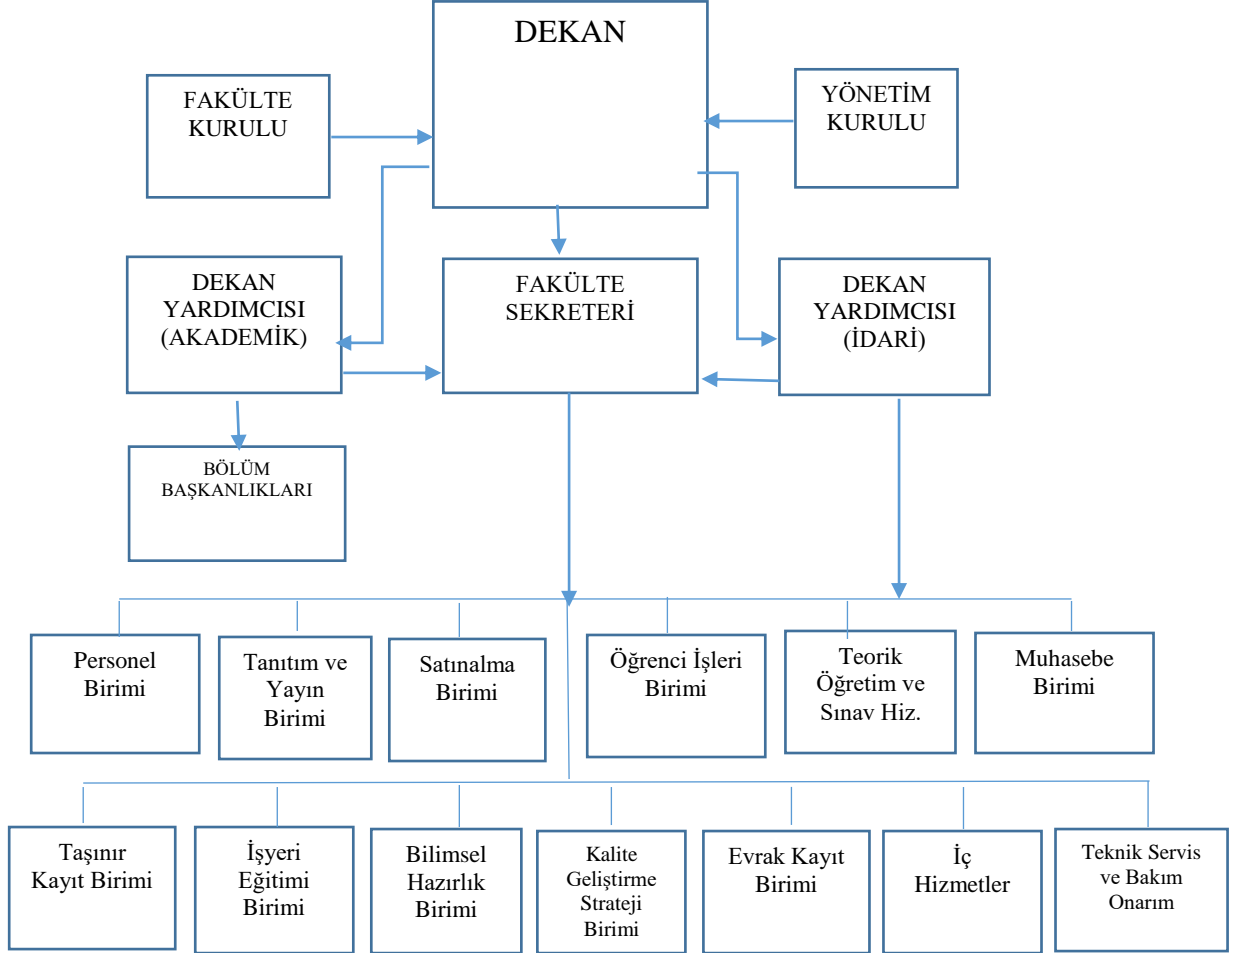 DEKAN
FAKÜLTE
KURULU
YÖNETİM
KURULU
DEKAN
YARDIMCISI
(AKADEMİK)
FAKÜLTE
SEKRETERİ
DEKAN
YARDIMCISI
(İDARİ)
BÖLÜM
BAŞKANLIKLARI
Personel
Birimi
Tanıtım ve
Yayın
Birimi
Satınalma
Birimi
Öğrenci İşleri
Birimi
Teorik
Öğretim ve
Sınav Hiz.
Muhasebe
Birimi
Taşınır
Kayıt Birimi
İşyeri
Eğitimi
Birimi
Bilimsel
Hazırlık
Birimi
Kalite
Geliştirme
Strateji
Birimi
Evrak Kayıt
Birimi
İç
Hizmetler
Teknik Servis
ve Bakım
Onarım